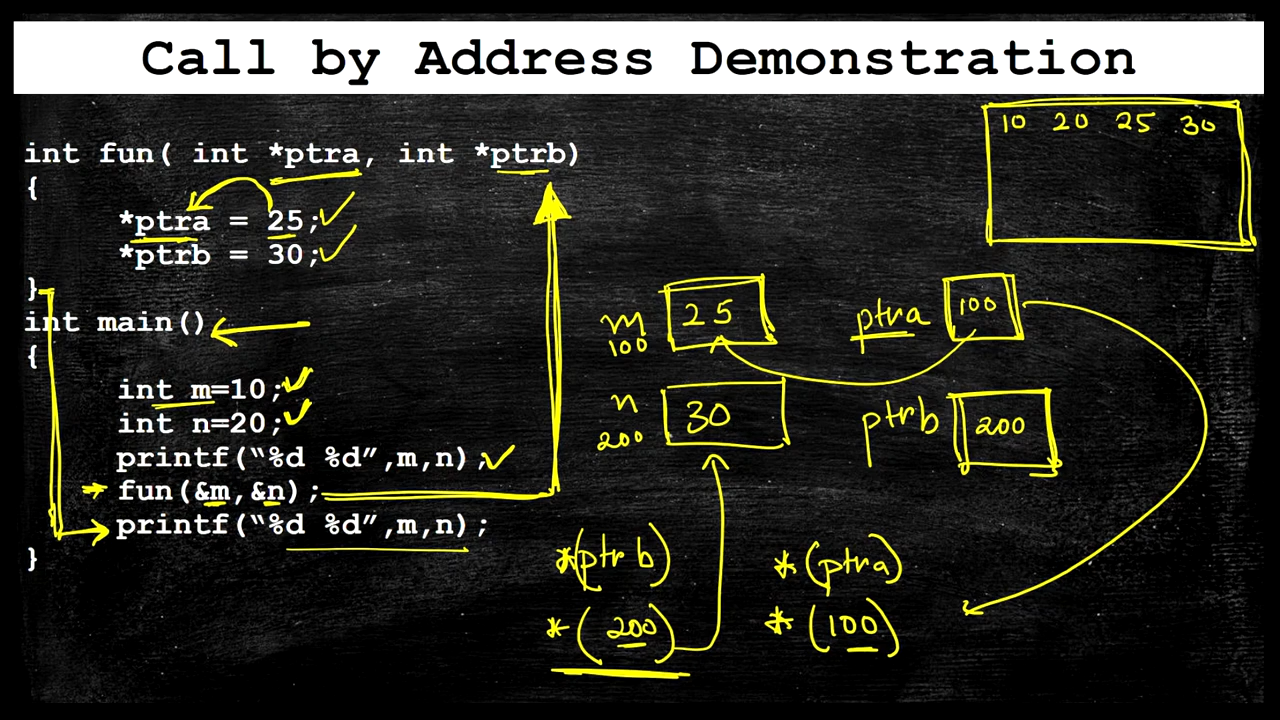 Call by Address Demonstration
int fun( int *ptra, int *ptrb)
{
*ptra = 25;
*ptrb = 30;
}
int main()
{
int m=10;
int n=20;
printf(“%d %d”,m,n);
fun(&m,&n);
printf(“%d %d”,m,n);
}
10 20 25 30
m 25 ptra 100
100
n 30 ptrb 200
200
*(ptrb) *(ptra)
*(200) *(100)